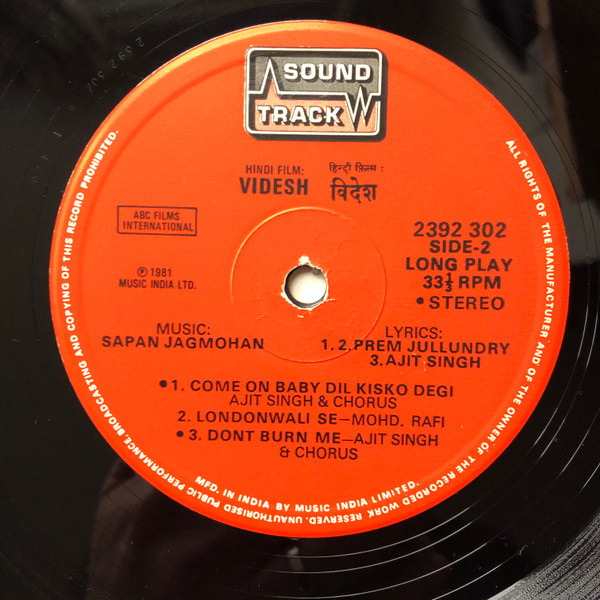 SOUND
TRACK
HINDI FILM: हिन्दी फ़िल्म :
VIDESH विदेश
ABC FILMS
INTERNATIONAL
℗ 1981
MUSIC INDIA LTD.
2392 302
SIDE-2
LONG PLAY
33⅓ RPM
• STEREO
MUSIC:
SAPAN JAGMOHAN
LYRICS:
1.2.PREM JULLUNDRY
3.AJIT SINGH
•1. COME ON BABY DIL KISKO DEGI
AJIT SINGH & CHORUS
2. LONDONWALI SE—MOHD. RAFI
•3. DONT BURN ME—AJIT SINGH
& CHORUS
MFD. IN INDIA BY MUSIC INDIA LIMITED.
ALL RIGHTS OF THE MANUFACTURER AND OF THE OWNER OF THE RECORDED WORK RESERVED. UNAUTHORISED PUBLIC PERFORMANCE BROADCASTING AND COPYING OF THIS RECORD PROHIBITED.